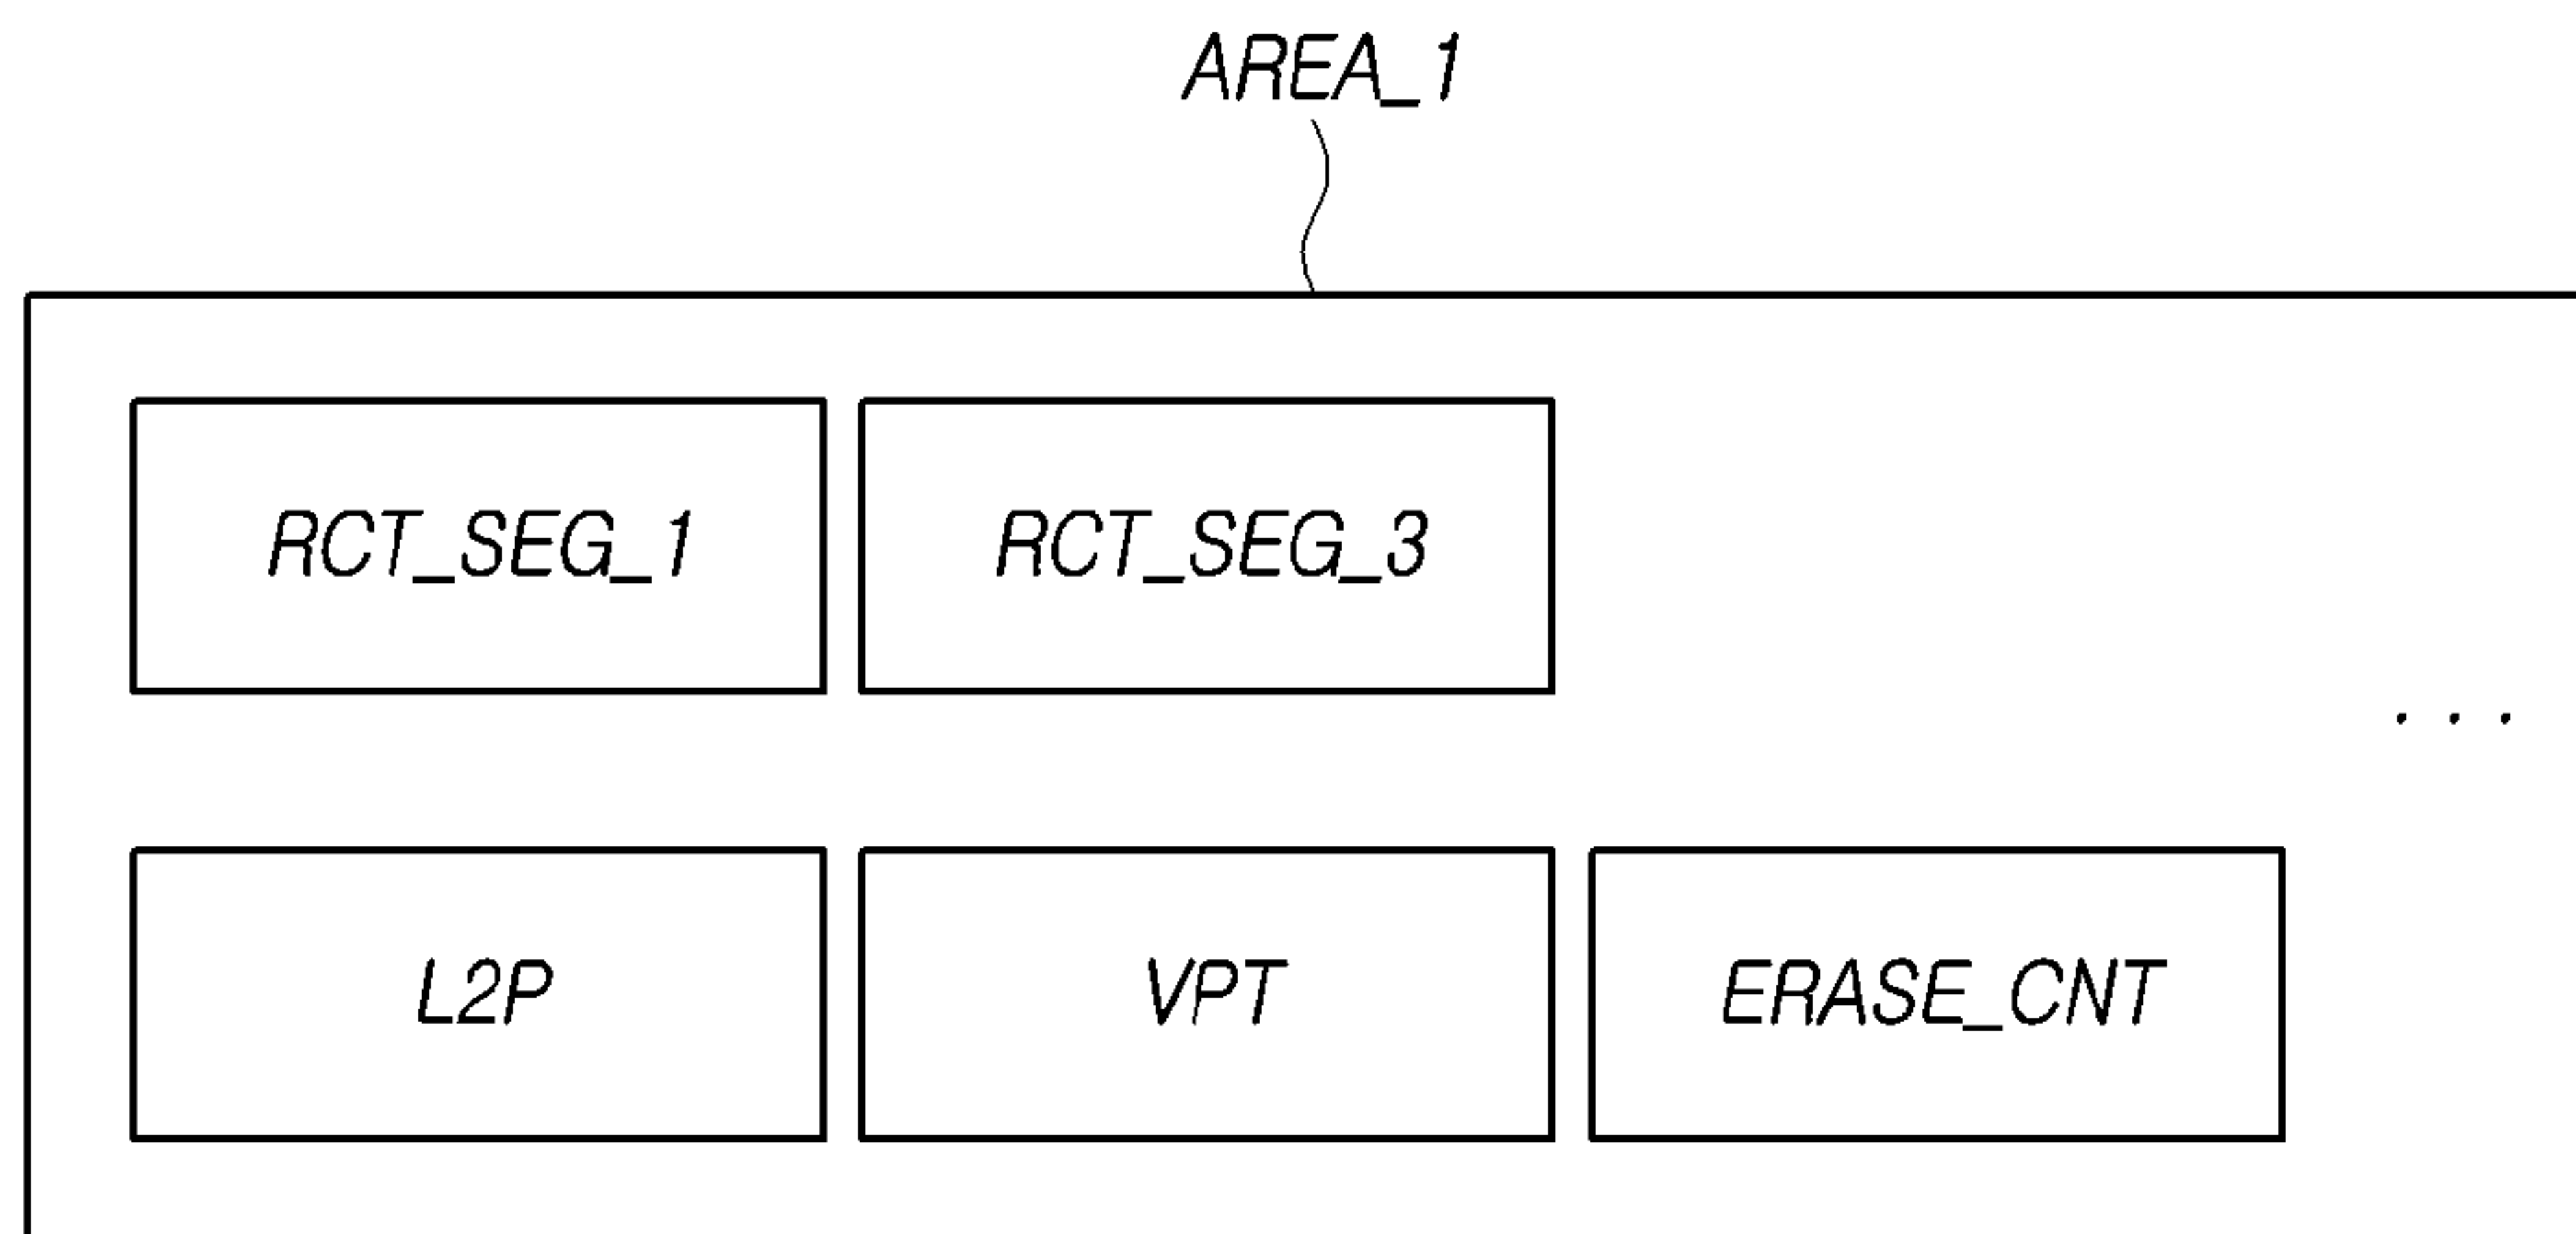 AREA_1
RCT_SEG_1 RCT_SEG_3
. . .
L2P VPT ERASE_CNT